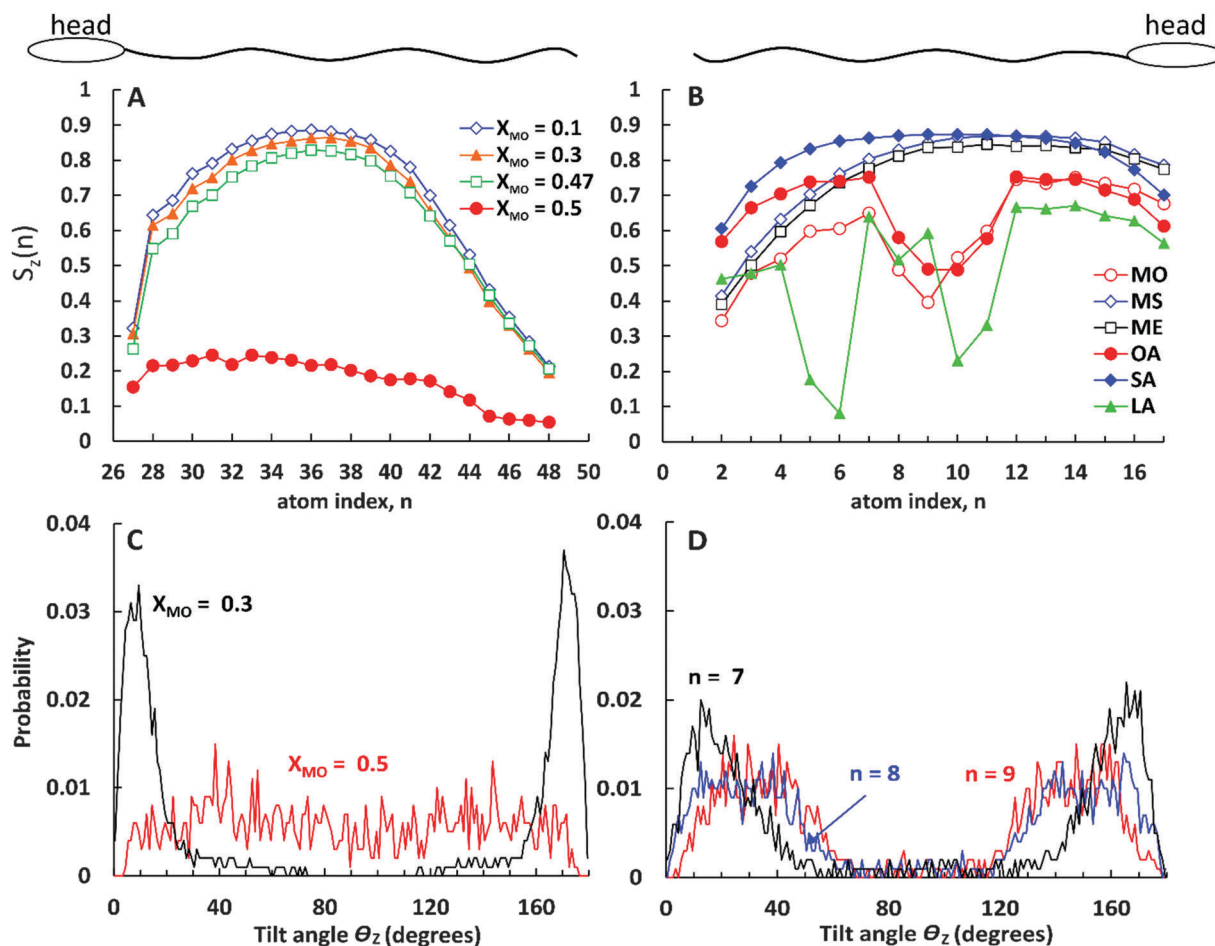 head
head
A
X_MO = 0.1
X_MO = 0.3
X_MO = 0.47
X_MO = 0.5
S_z(n)
1
0.9
0.8
0.7
0.6
0.5
0.4
0.3
0.2
0.1
0
26 28 30 32 34 36 38 40 42 44 46 48 50
atom index, n
B
MO
MS
ME
OA
SA
LA
1
0.9
0.8
0.7
0.6
0.5
0.4
0.3
0.2
0.1
0
2 4 6 8 10 12 14 16
atom index, n
C
X_MO = 0.3
X_MO = 0.5
Probability
0.04
0.03
0.02
0.01
0
0 40 80 120 160
Tilt angle ϴ_Z (degrees)
D
n = 7
n = 8
n = 9
0.04
0.03
0.02
0.01
0
0 40 80 120 160
Tilt angle ϴ_Z (degrees)